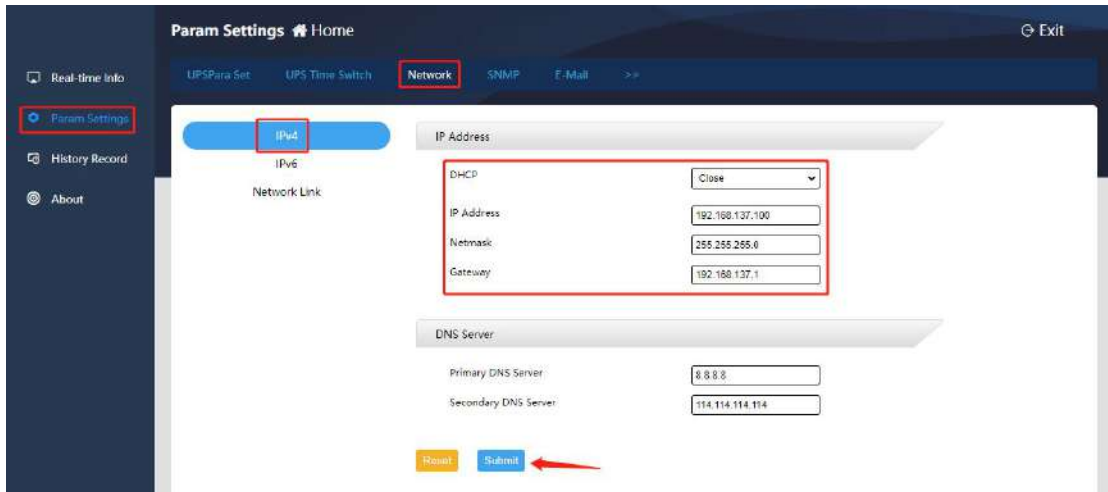 Param Settings Home
Exit
Real-time Info
Param Settings
History Record
About
UPSPara Set UPS Time Switch Network SNMP E-Mail >>
IPv4
IPv6
Network Link
IP Address
DHCP Close
IP Address 192.168.137.100
Netmask 255.255.255.0
Gateway 192.168.137.1
DNS Server
Primary DNS Server 8.8.8.8
Secondary DNS Server 114.114.114.114
Reset Submit